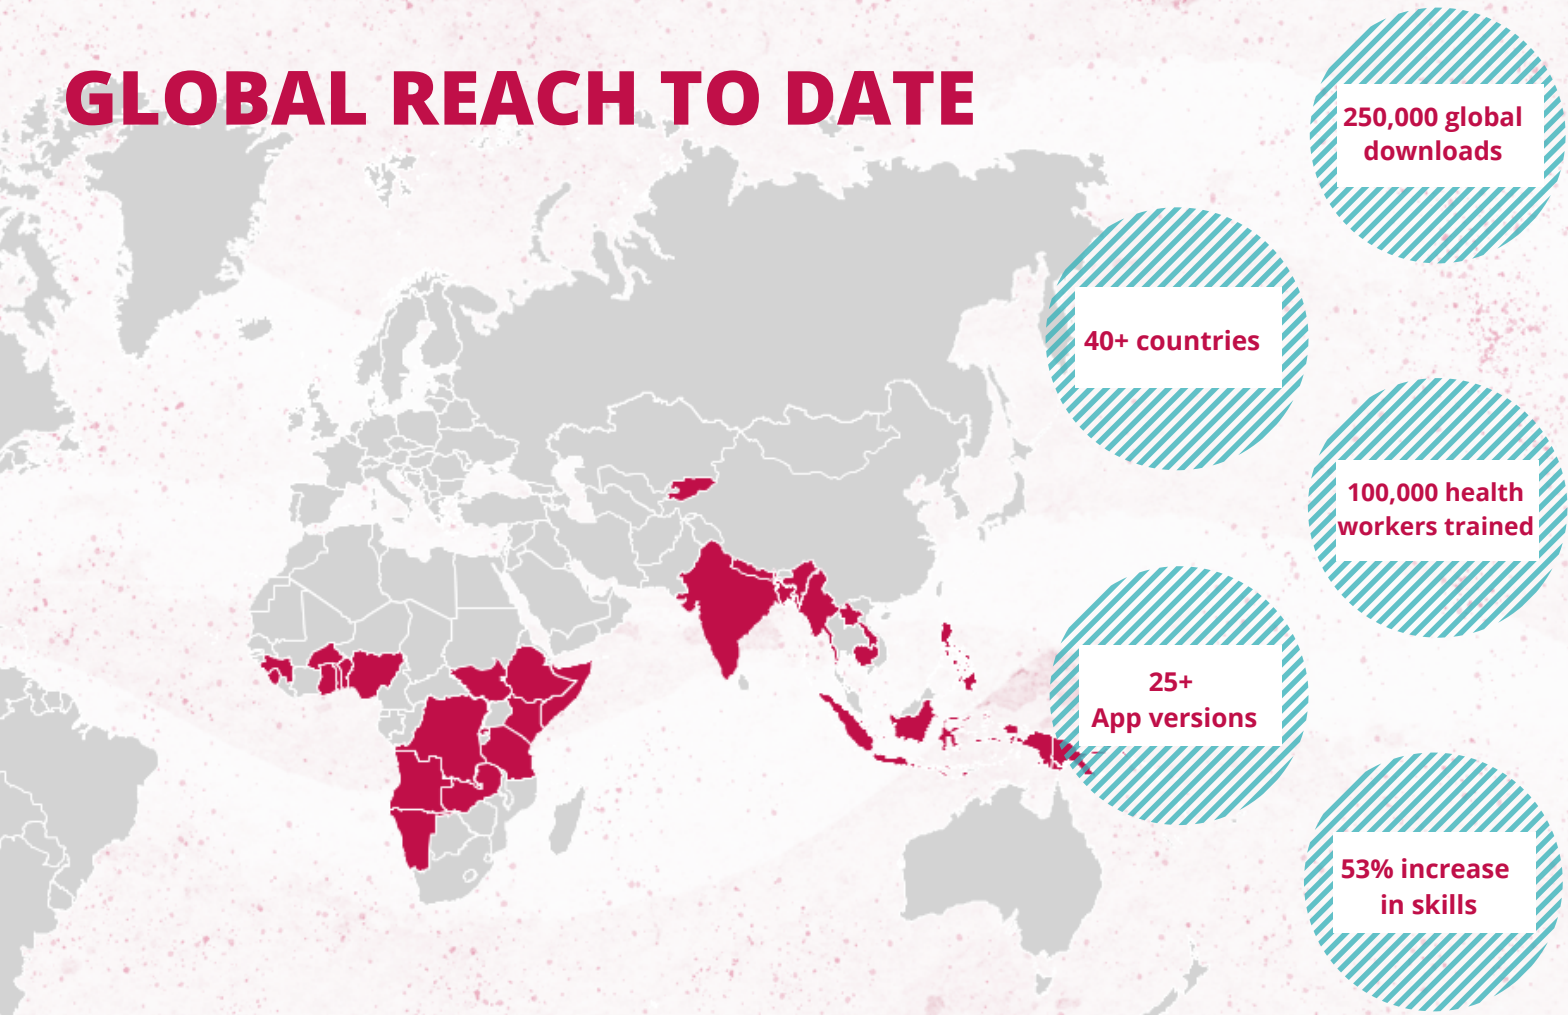 GLOBAL REACH TO DATE
250,000 global
downloads
40+ countries
100,000 health
workers trained
25+
App versions
53% increase
in skills